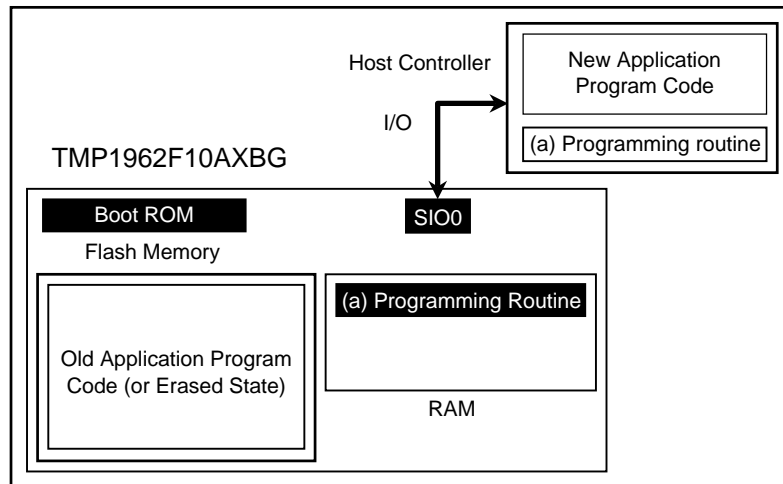 Host Controller
New Application
Program Code
I/O
(a) Programming routine
TMP1962F10AXBG
Boot ROM
SIO0
Flash Memory
(a) Programming Routine
Old Application Program
Code (or Erased State)
RAM